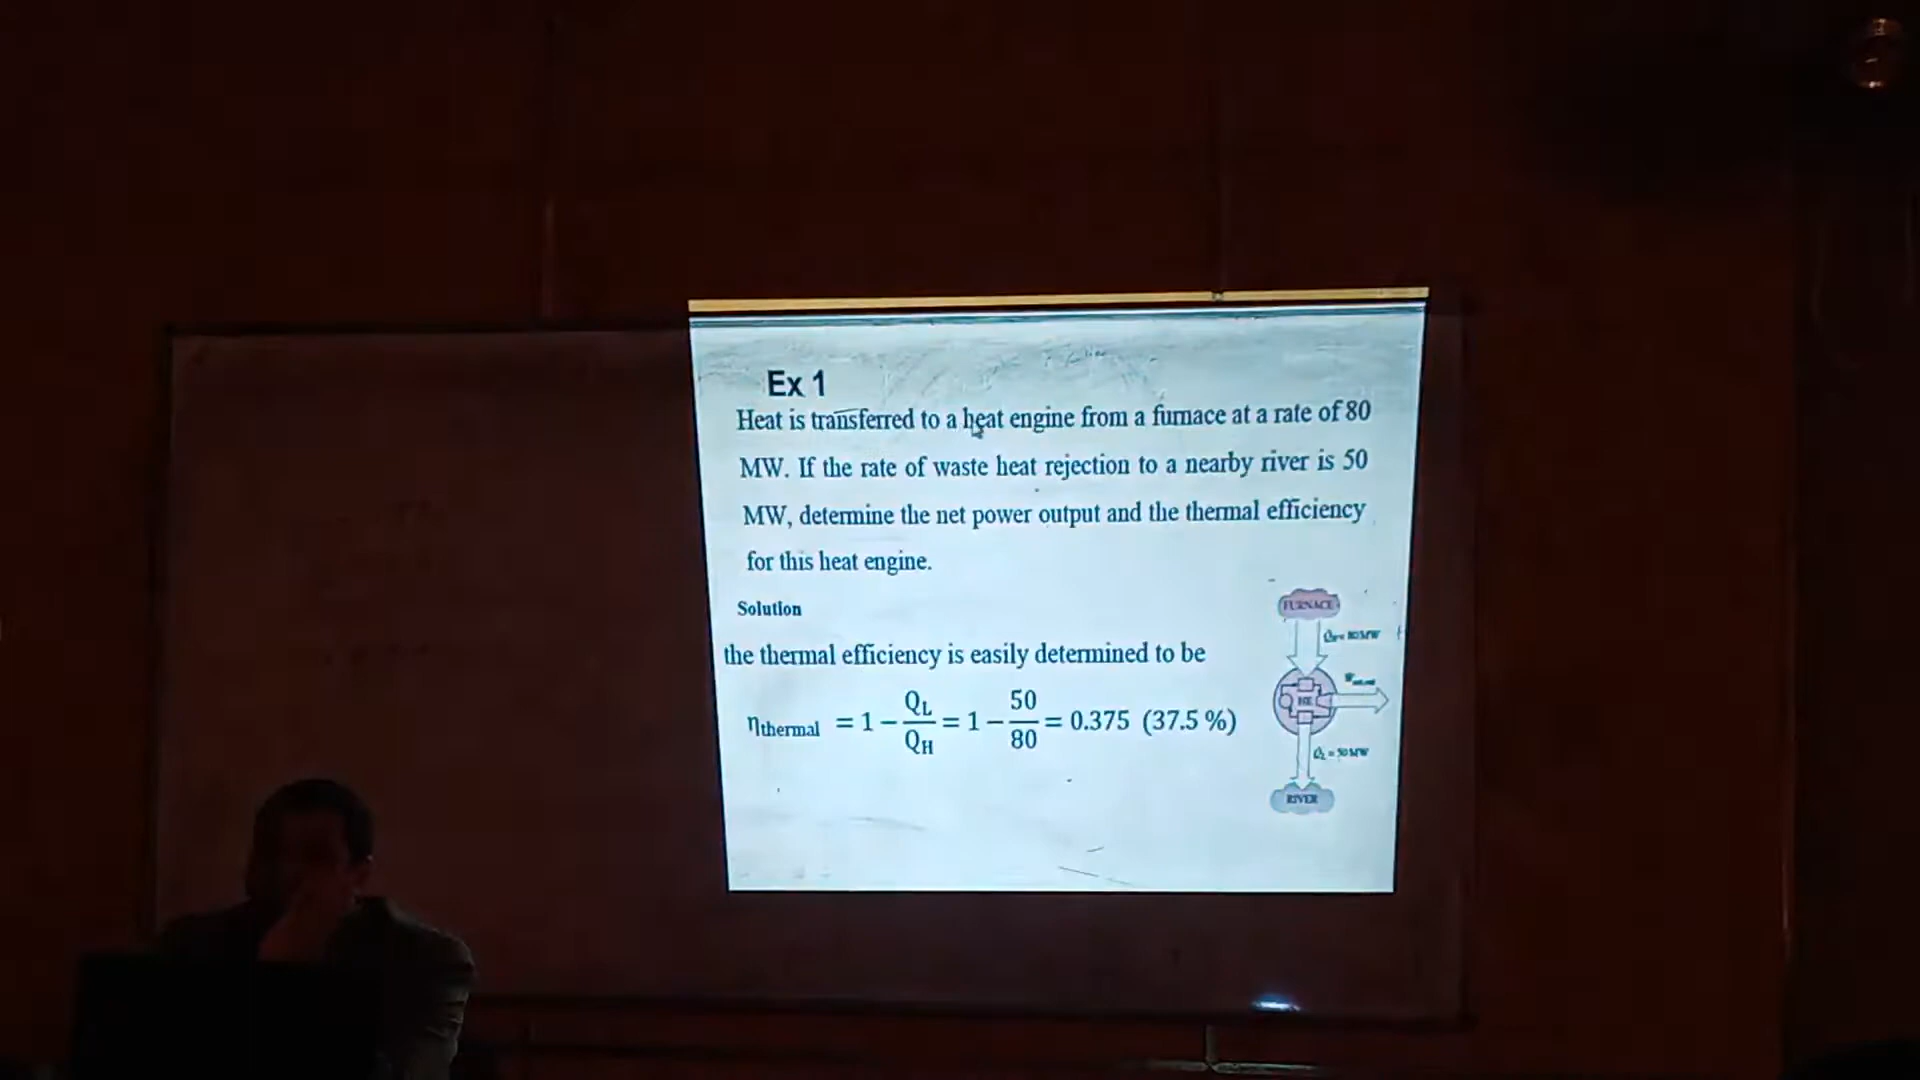 Ex 1
Heat is transferred to a heat engine from a furnace at a rate of 80
MW. If the rate of waste heat rejection to a nearby river is 50
MW, determine the net power output and the thermal efficiency
for this heat engine.
Solution
the thermal efficiency is easily determined to be
ηthermal = 1 − QL/QH = 1 − 50/80 = 0.375 (37.5 %)
FURNACE
HE
= 50 MW
RIVER